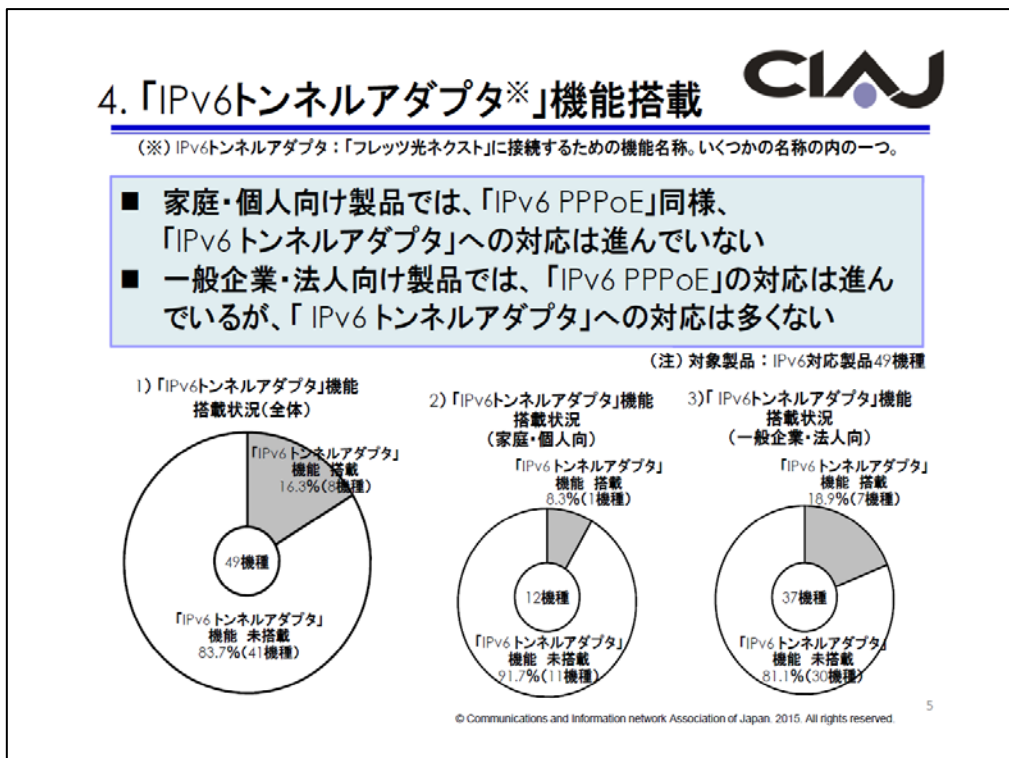 CIAJ
4. 「IPv6トンネルアダプタ※」機能搭載
(※) IPv6トンネルアダプタ：「フレッツ光ネクスト」に接続するための機能名称。いくつかの名称の内の一つ。
■ 家庭・個人向け製品では、「IPv6 PPPoE」同様、
「IPv6 トンネルアダプタ」への対応は進んでいない
■ 一般企業・法人向け製品では、「IPv6 PPPoE」の対応は進ん
でいるが、「 IPv6 トンネルアダプタ」への対応は多くない
(注) 対象製品：IPv6対応製品49機種
1)「IPv6トンネルアダプタ」機能
搭載状況(全体)
「IPv6 トンネルアダプタ」
機能 搭載
16.3%(8機種)
49機種
「IPv6 トンネルアダプタ」
機能 未搭載
83.7%(41機種)
2)「IPv6トンネルアダプタ」機能
搭載状況
(家庭・個人向)
「IPv6 トンネルアダプタ」
機能 搭載
8.3%(1機種)
12機種
「IPv6 トンネルアダプタ」
機能 未搭載
91.7%(11機種)
3)「 IPv6トンネルアダプタ」機能
搭載状況
(一般企業・法人向)
「IPv6 トンネルアダプタ」
機能 搭載
18.9%(7機種)
37機種
「IPv6 トンネルアダプタ」
機能 未搭載
81.1%(30機種)
5
© Communications and Information network Association of Japan. 2015. All rights reserved.